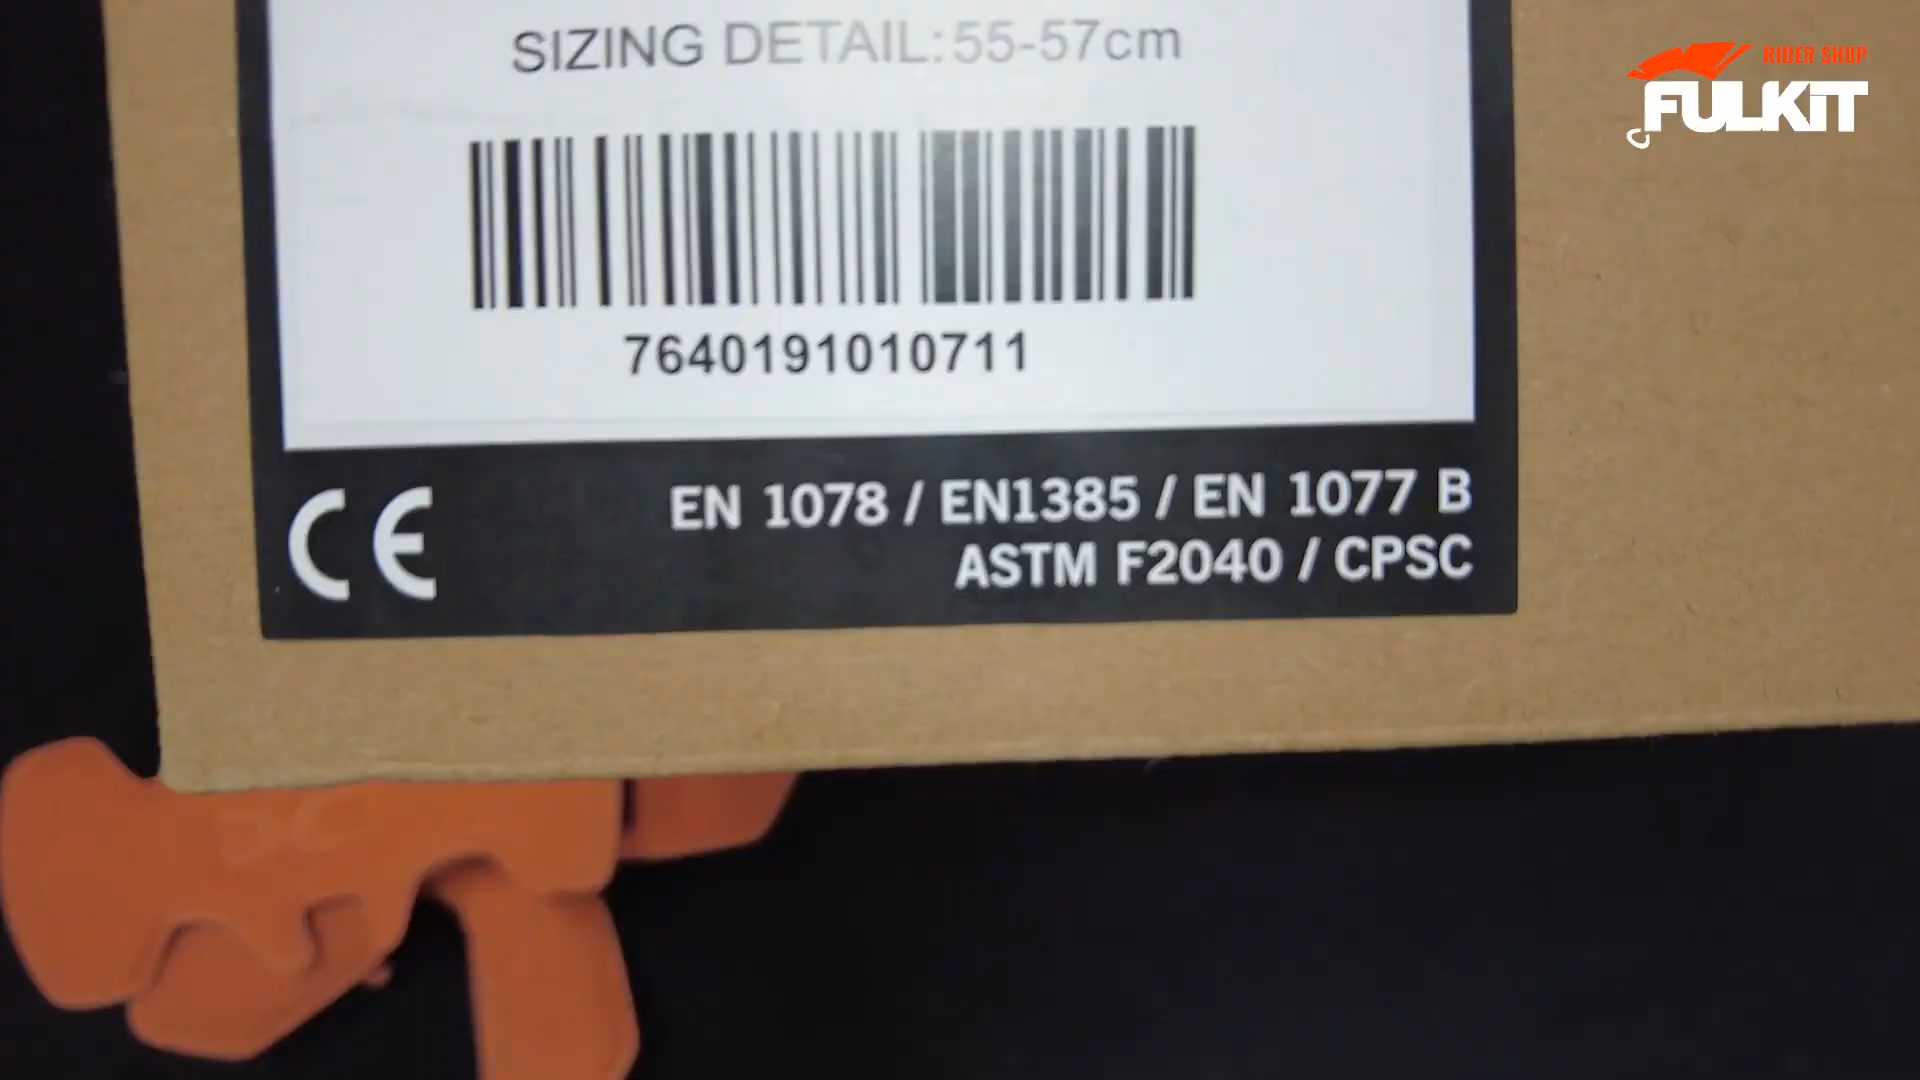 SIZING DETAIL:55-57cm
7640191010711
CE
EN 1078 / EN1385 / EN 1077 B
ASTM F2040 / CPSC
RIDER SHOP
FULKIT